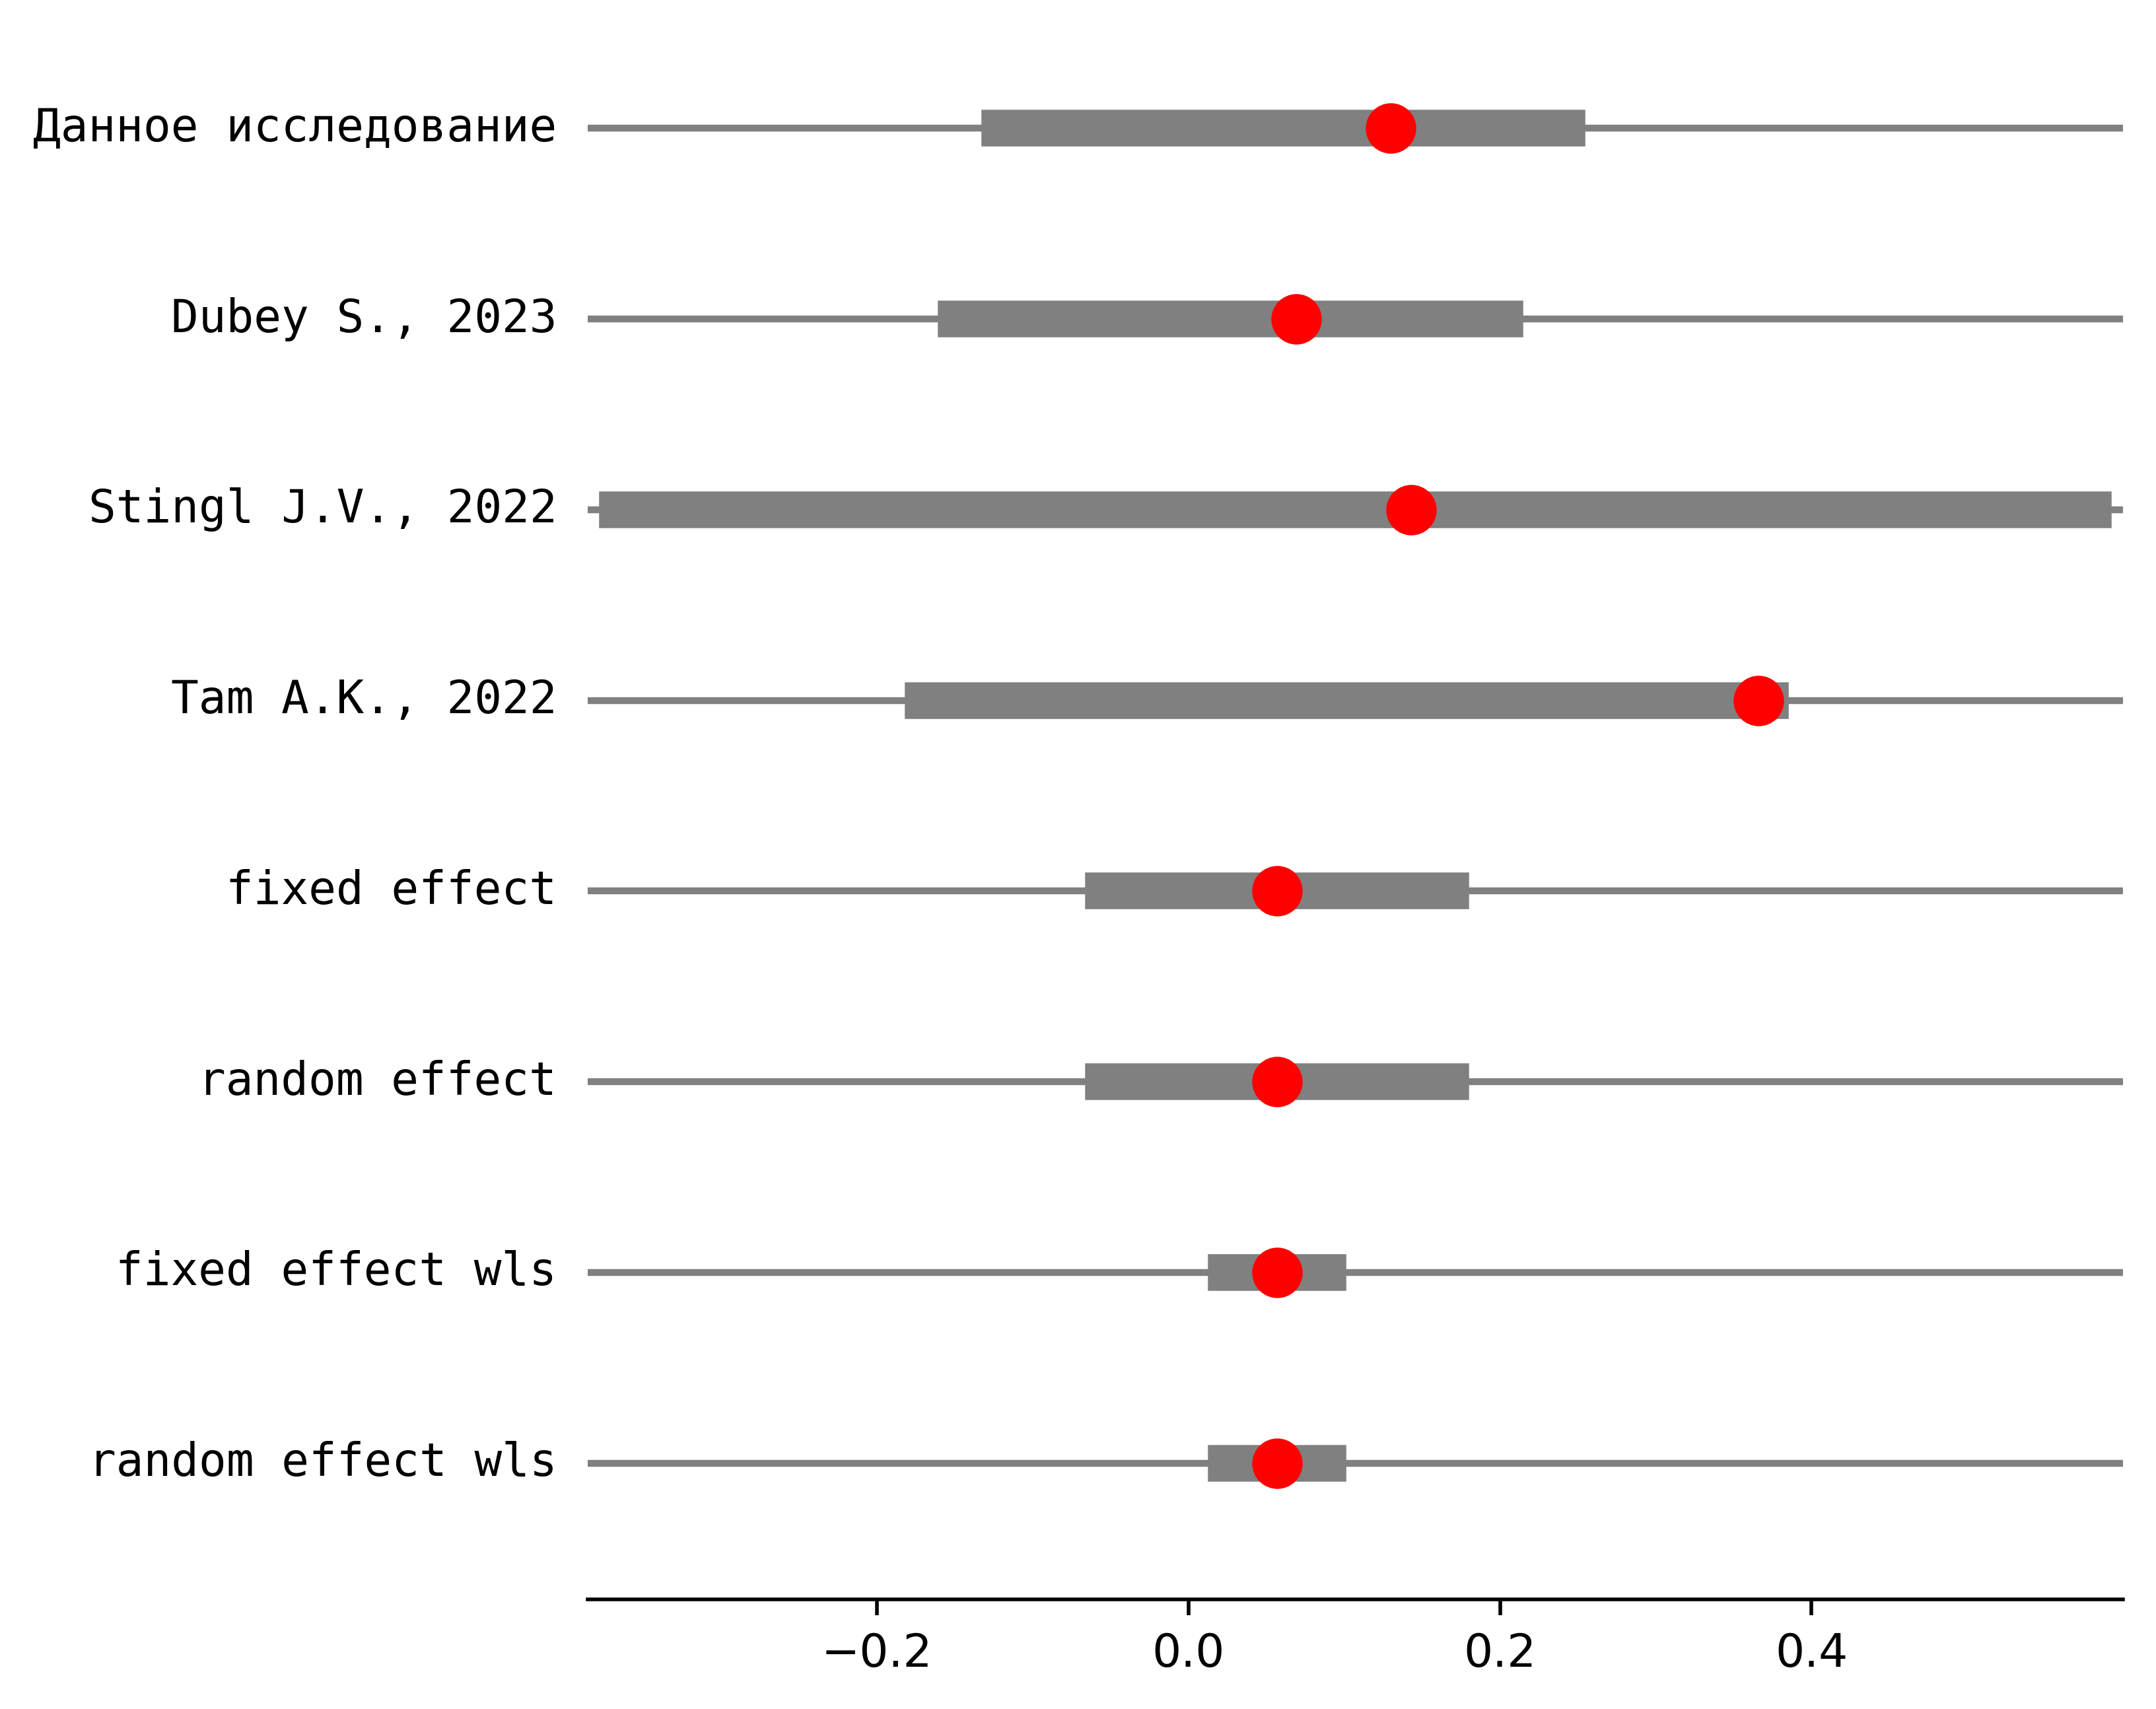 Данное исследование
Dubey S., 2023
Stingl J.V., 2022
Tam A.K., 2022
fixed effect
random effect
fixed effect wls
random effect wls
−0.2 0.0 0.2 0.4